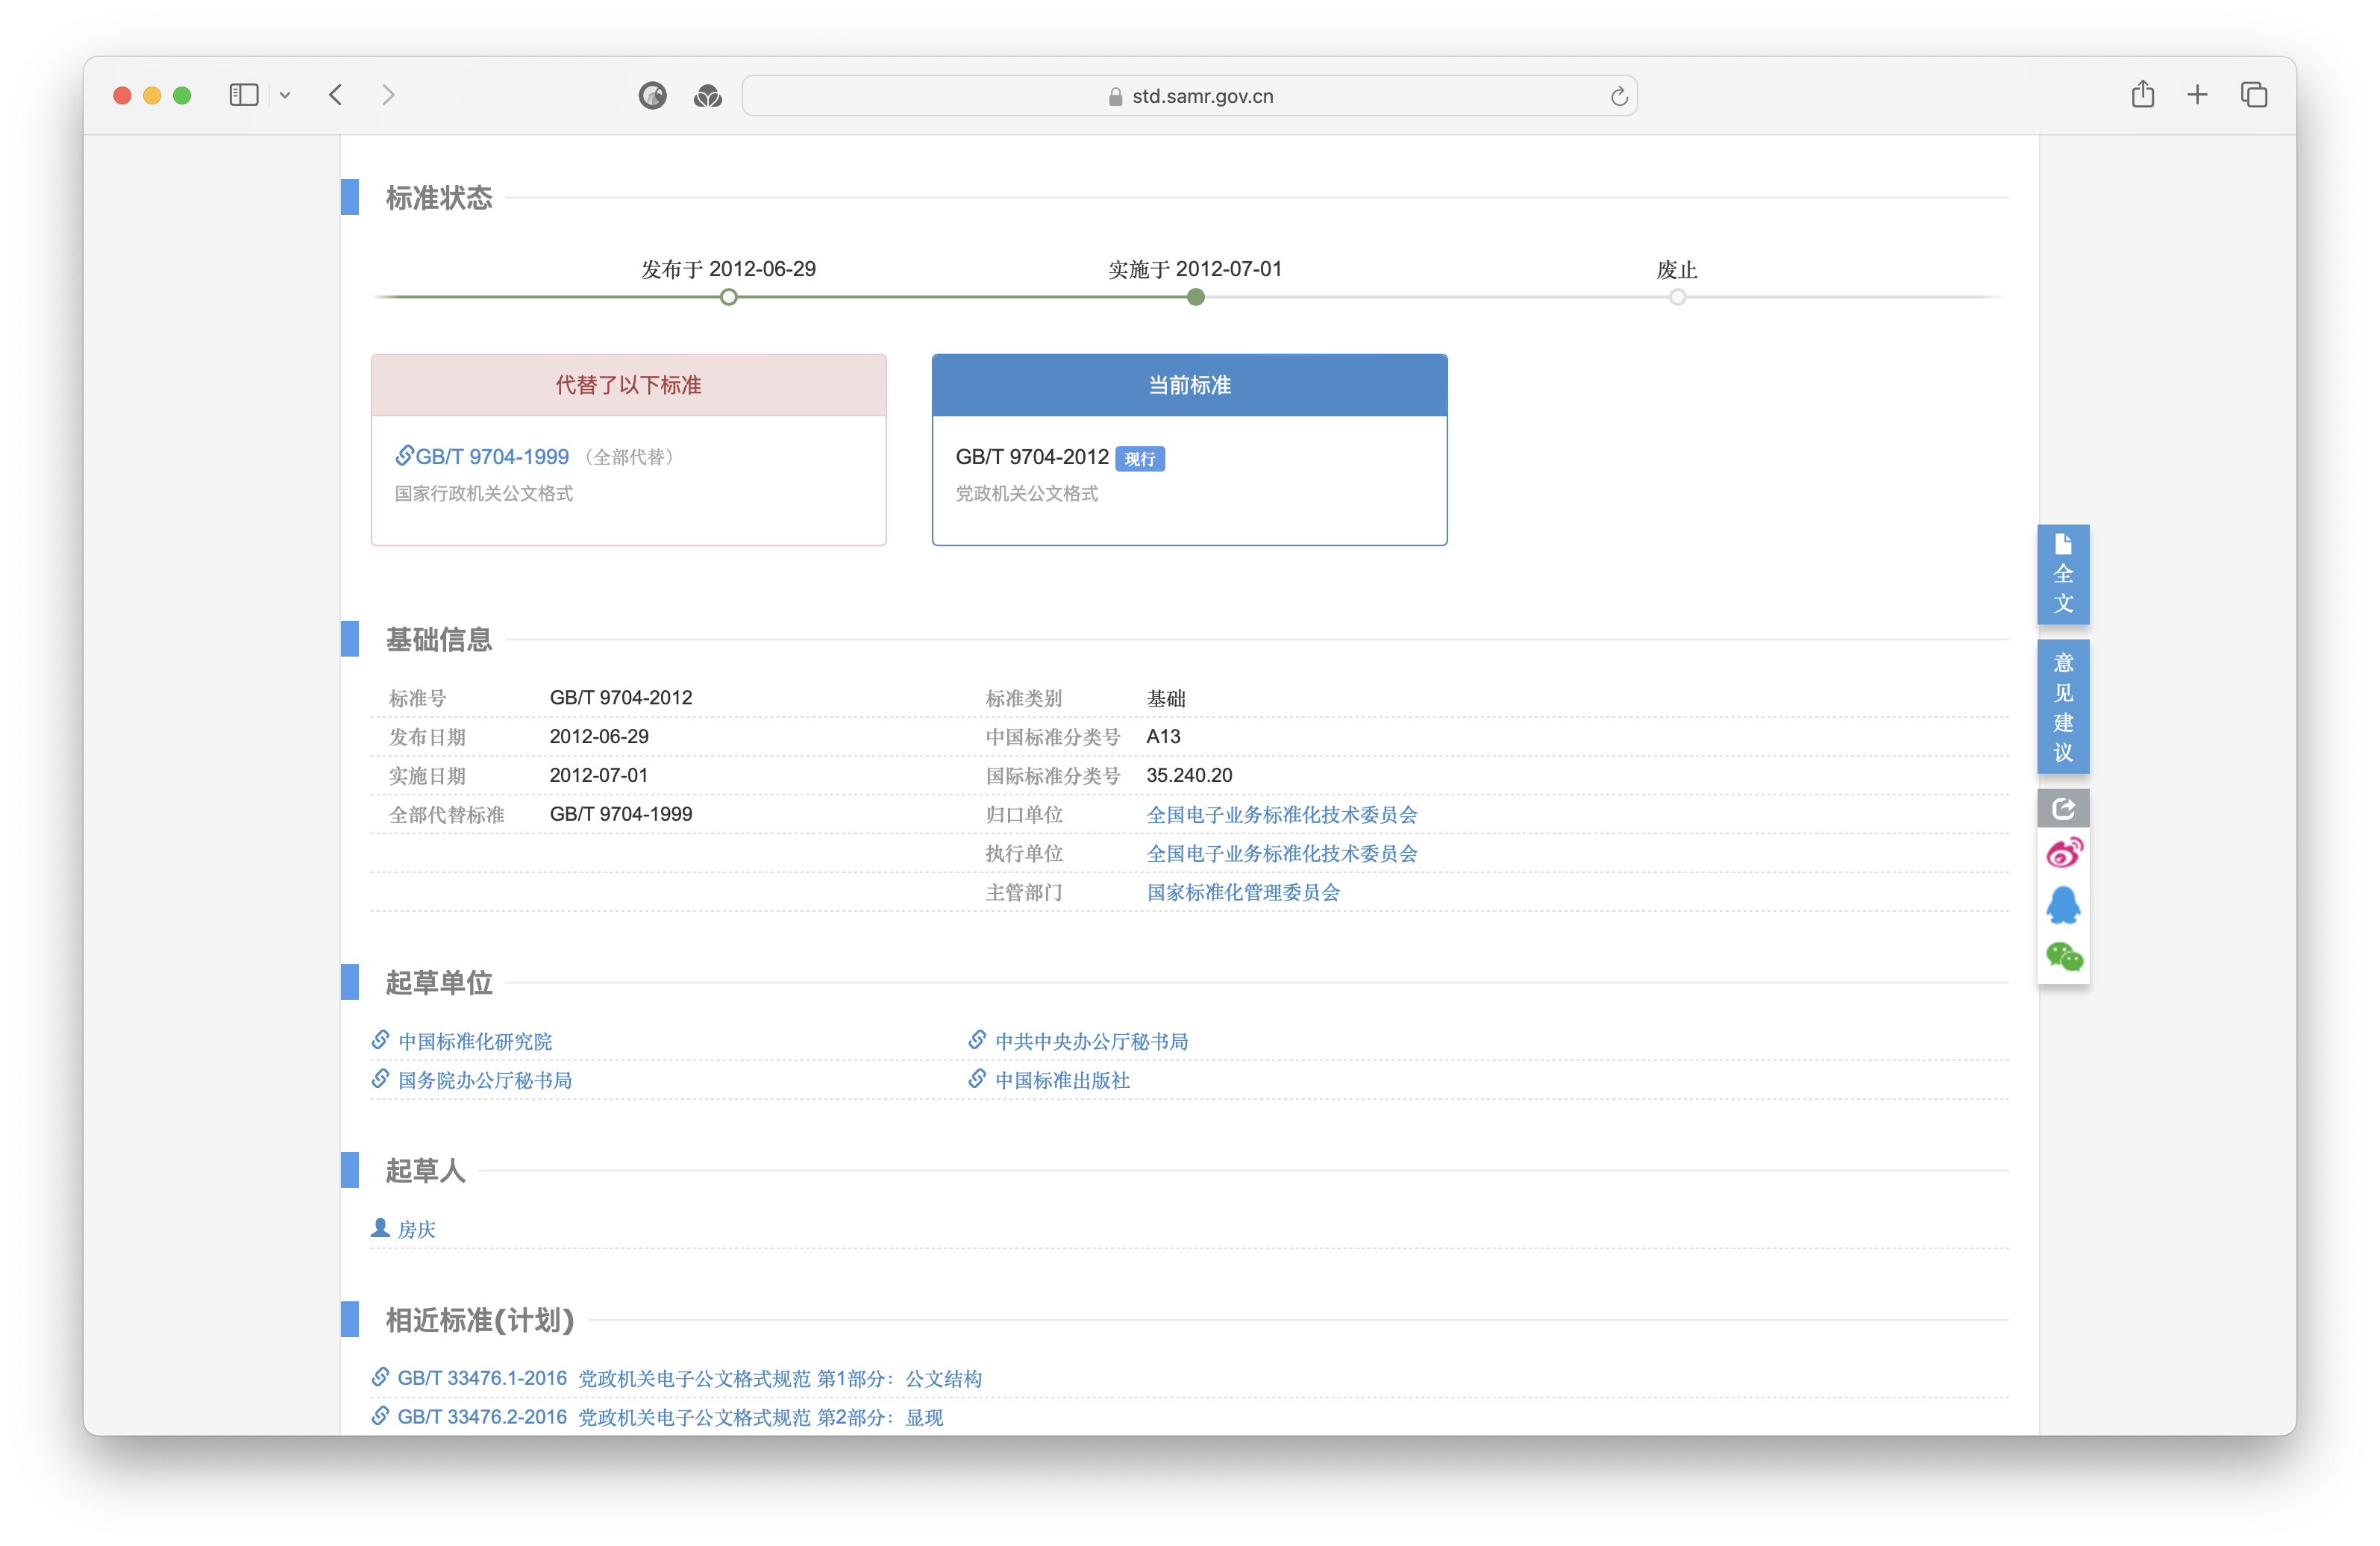 std.samr.gov.cn
标准状态
发布于 2012-06-29
实施于 2012-07-01
废止
代替了以下标准
GB/T 9704-1999 （全部代替）
国家行政机关公文格式
当前标准
GB/T 9704-2012 现行
党政机关公文格式
基础信息
标准号 GB/T 9704-2012 标准类别 基础
发布日期 2012-06-29 中国标准分类号 A13
实施日期 2012-07-01 国际标准分类号 35.240.20
全部代替标准 GB/T 9704-1999 归口单位 全国电子业务标准化技术委员会
执行单位 全国电子业务标准化技术委员会
主管部门 国家标准化管理委员会
起草单位
中国标准化研究院 中共中央办公厅秘书局
国务院办公厅秘书局 中国标准出版社
起草人
房庆
相近标准(计划)
GB/T 33476.1-2016 党政机关电子公文格式规范 第1部分：公文结构
GB/T 33476.2-2016 党政机关电子公文格式规范 第2部分：显现
全文
意见建议